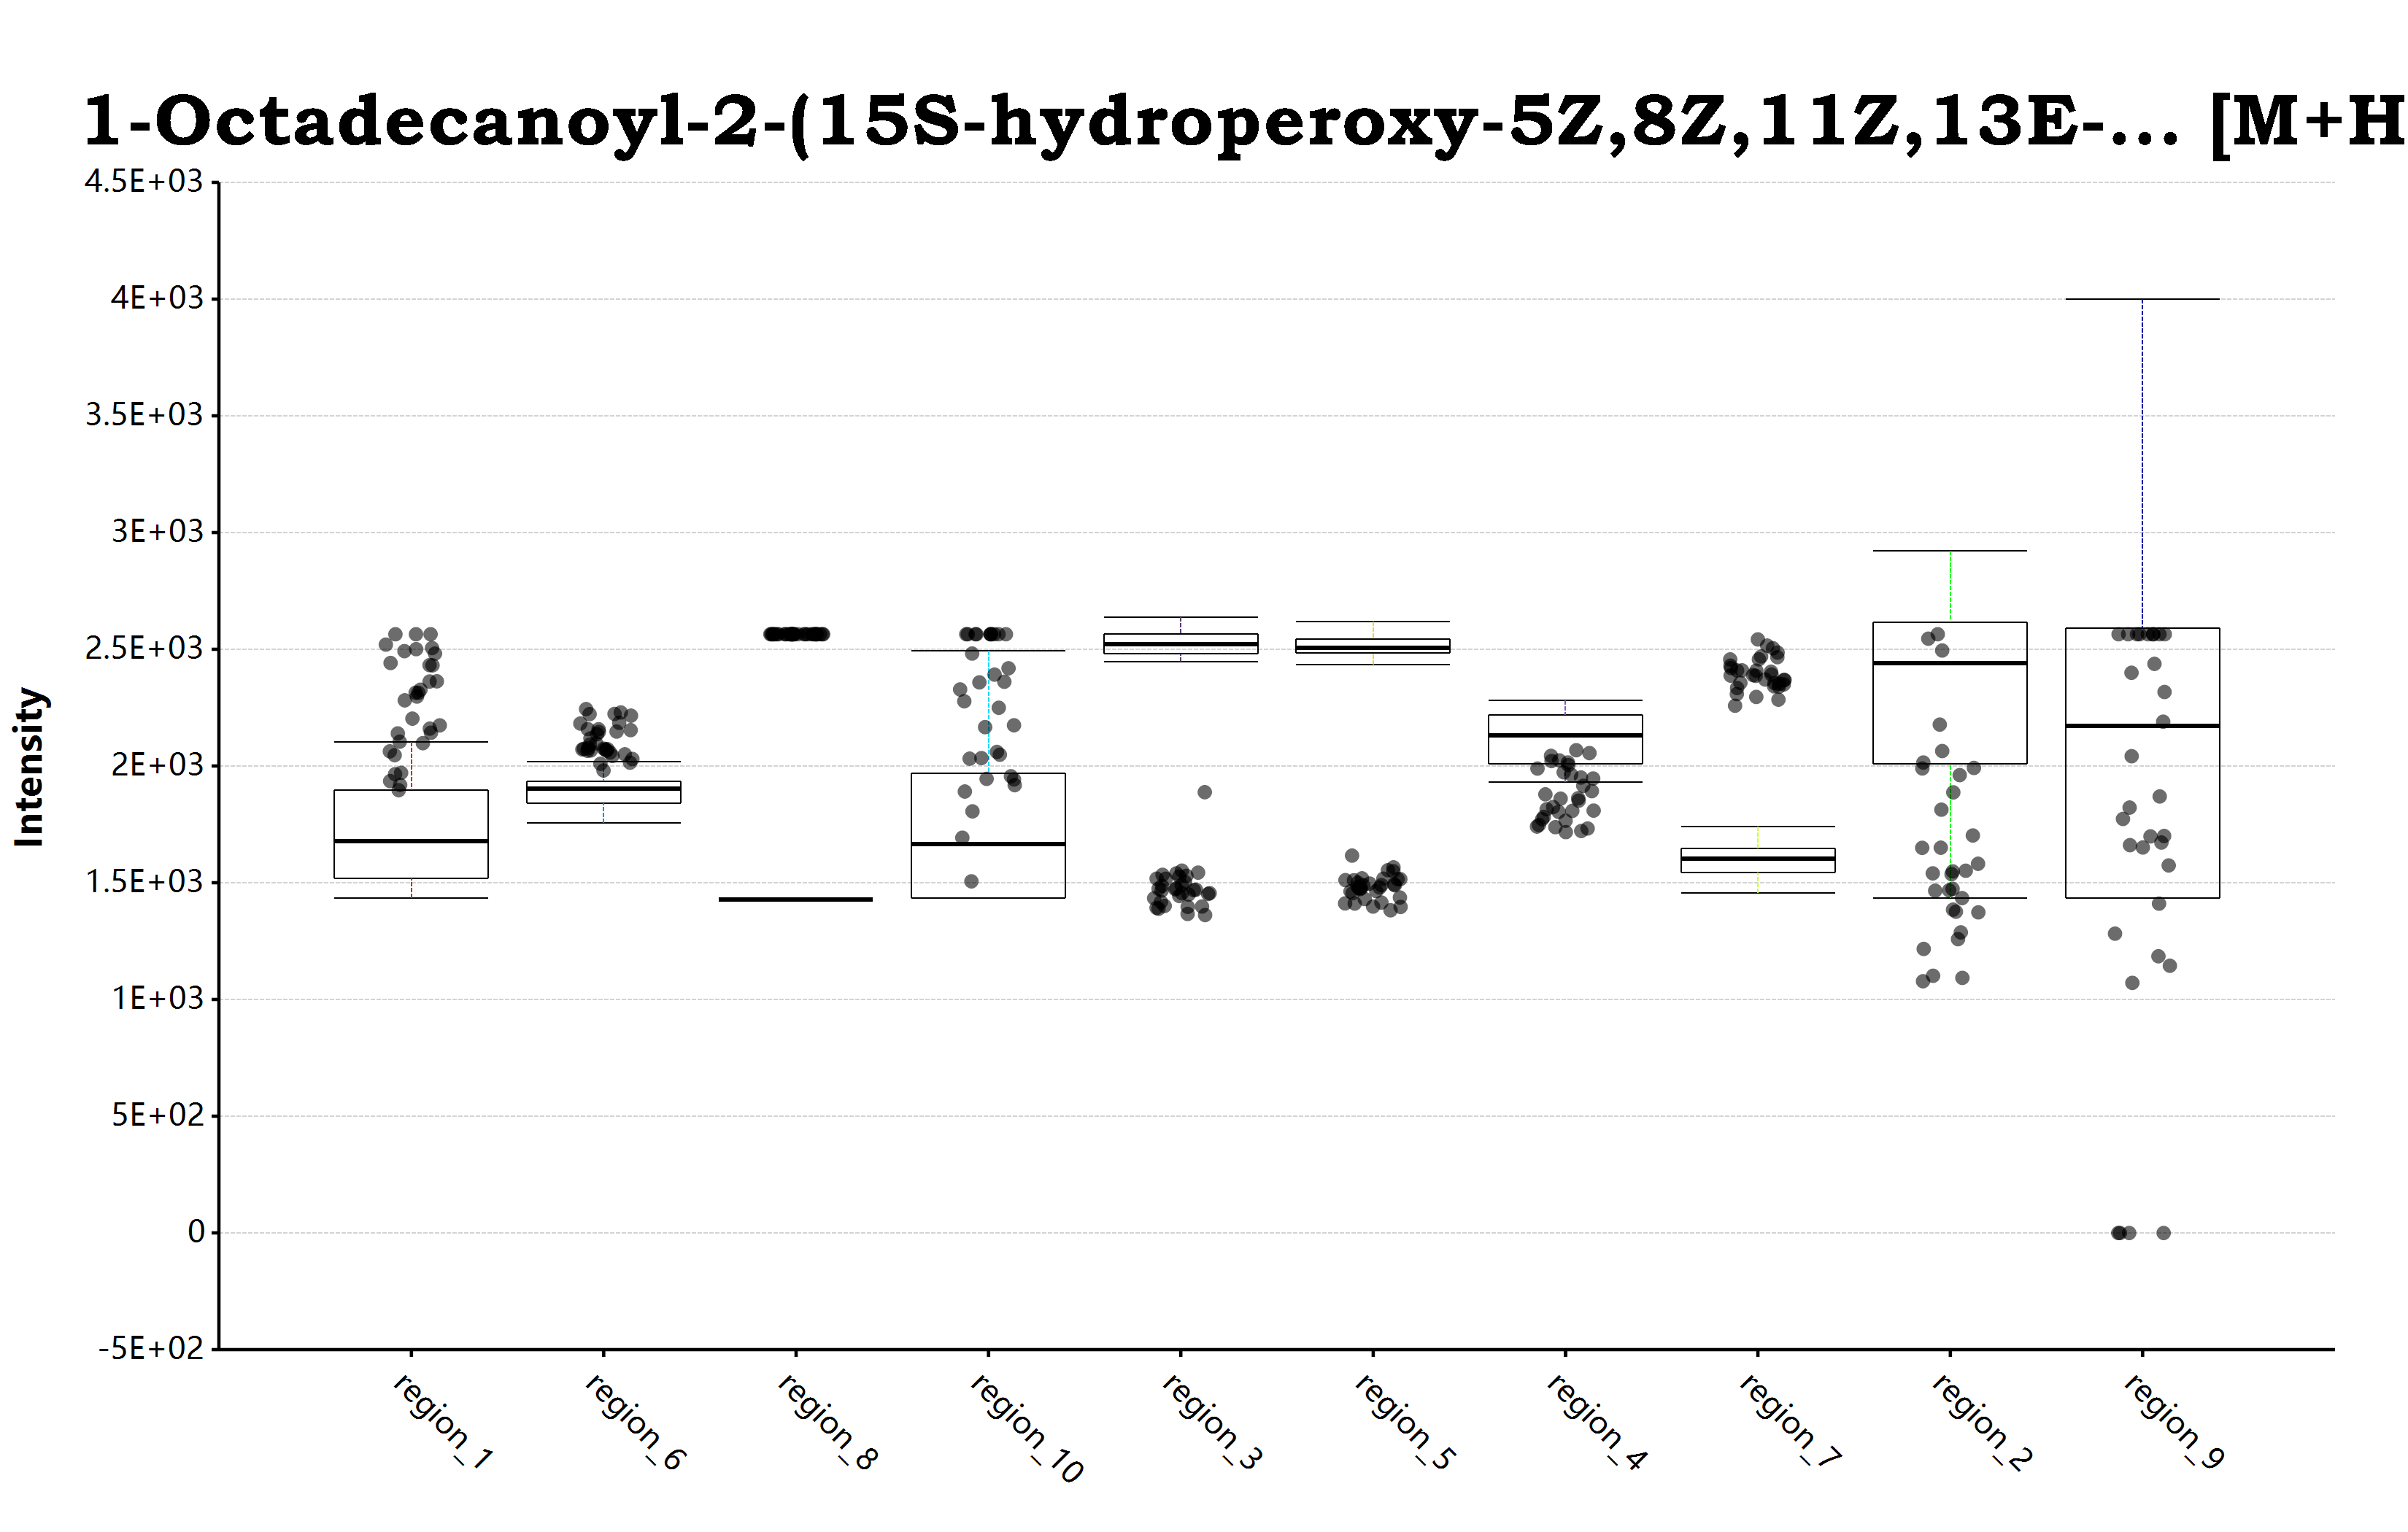 1-Octadecanoyl-2-(15S-hydroperoxy-5Z,8Z,11Z,13E-... [M+H
4.5E+03
4E+03
3.5E+03
3E+03
2.5E+03
2E+03
1.5E+03
1E+03
5E+02
0
-5E+02
Intensity
region_1
region_6
region_8
region_10
region_3
region_5
region_4
region_7
region_2
region_9